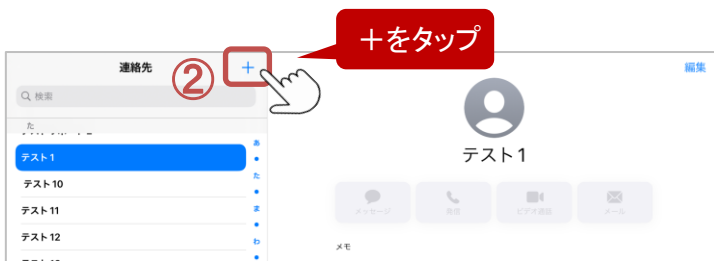 ＋をタップ
連絡先
②
+
編集
検索
た
テスト1
テスト10
テスト11
テスト12
あ
た
ま
わ
テスト1
メッセージ
発信
ビデオ通話
メール
メモ